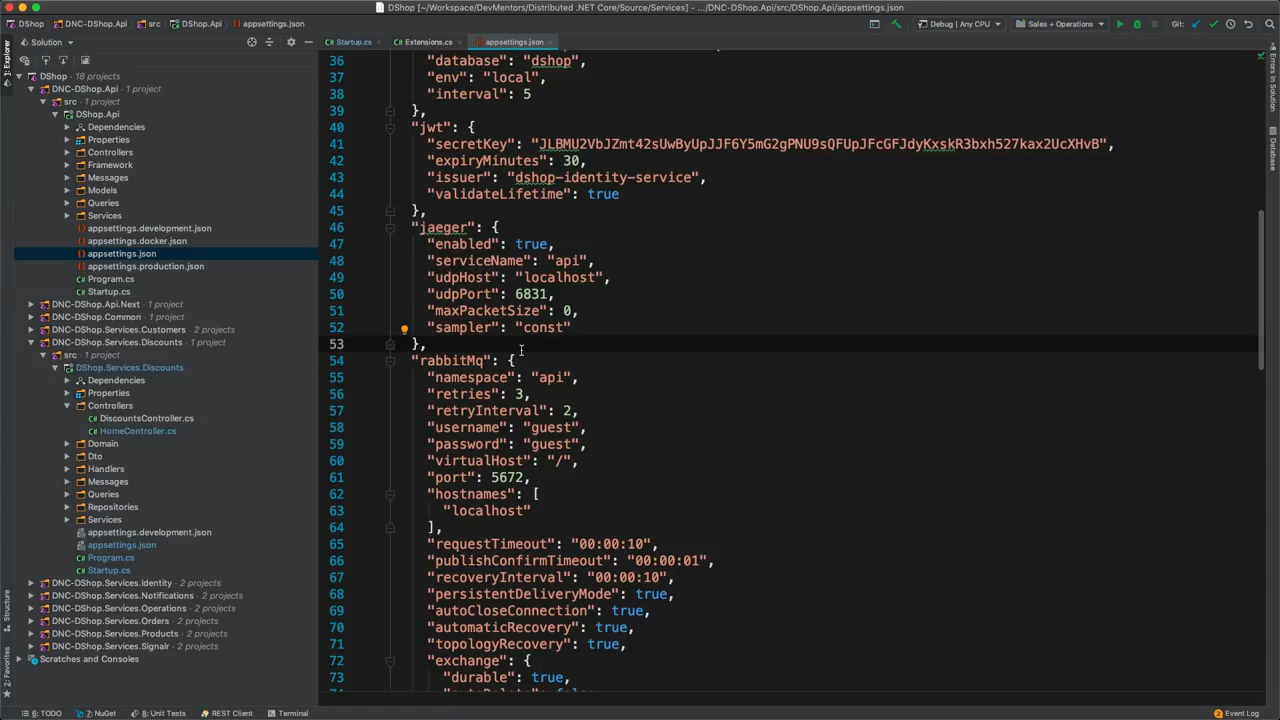 DShop [~/Workspace/DevMentors/Distributed .NET Core/Source/Services] - .../DNC-DShop.Api/src/DShop.Api/appsettings.json
DShop
DNC-DShop.Api
src
DShop.Api
appsettings.json
Debug | Any CPU
Sales + Operations
Git:
Solution
Startup.cs
Extensions.cs
appsettings.json
1: Explorer
DShop · 18 projects
DNC-DShop.Api · 1 project
src · 1 project
DShop.Api
Dependencies
Properties
Controllers
Framework
Messages
Models
Queries
Services
appsettings.development.json
appsettings.docker.json
appsettings.json
appsettings.production.json
Program.cs
Startup.cs
DNC-DShop.Api.Next · 1 project
DNC-DShop.Common · 1 project
DNC-DShop.Services.Customers · 2 projects
DNC-DShop.Services.Discounts · 1 project
src · 1 project
DShop.Services.Discounts
Dependencies
Properties
Controllers
DiscountsController.cs
HomeController.cs
Domain
Dto
Handlers
Messages
Queries
Repositories
Services
appsettings.development.json
appsettings.json
Program.cs
Startup.cs
DNC-DShop.Services.Identity · 2 projects
DNC-DShop.Services.Notifications · 2 projects
DNC-DShop.Services.Operations · 2 projects
DNC-DShop.Services.Orders · 2 projects
DNC-DShop.Services.Products · 2 projects
DNC-DShop.Services.Signalr · 2 projects
Scratches and Consoles
Structure
2: Favorites
36 "database": "dshop",
37 "env": "local",
38 "interval": 5
39 },
40 "jwt": {
41 "secretKey": "JLBMU2VbJZmt42sUwByUpJJF6Y5mG2gPNU9sQFUpJFcGFJdyKxskR3bxh527kax2UcXHvB",
42 "expiryMinutes": 30,
43 "issuer": "dshop-identity-service",
44 "validateLifetime": true
45 },
46 "jaeger": {
47 "enabled": true,
48 "serviceName": "api",
49 "udpHost": "localhost",
50 "udpPort": 6831,
51 "maxPacketSize": 0,
52 "sampler": "const"
53 },
54 "rabbitMq": {
55 "namespace": "api",
56 "retries": 3,
57 "retryInterval": 2,
58 "username": "guest",
59 "password": "guest",
60 "virtualHost": "/",
61 "port": 5672,
62 "hostnames": [
63 "localhost"
64 ],
65 "requestTimeout": "00:00:10",
66 "publishConfirmTimeout": "00:00:01",
67 "recoveryInterval": "00:00:10",
68 "persistentDeliveryMode": true,
69 "autoCloseConnection": true,
70 "automaticRecovery": true,
71 "topologyRecovery": true,
72 "exchange": {
73 "durable": true,
Errors In Solution
Database
6: TODO
7: NuGet
8: Unit Tests
REST Client
Terminal
2 Event Log